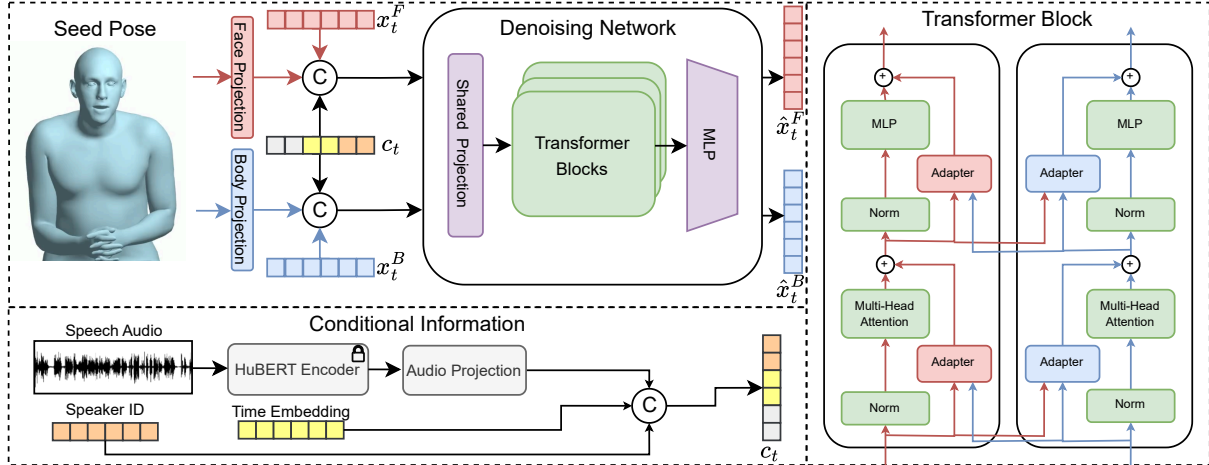 Seed Pose
Face Projection
Body Projection
x_t^F
C
c_t
C
x_t^B
Denoising Network
Shared Projection
Transformer
Blocks
MLP
x̂_t^F
x̂_t^B
Conditional Information
Speech Audio
HuBERT Encoder
Audio Projection
Speaker ID
Time Embedding
C
c_t
Transformer Block
+
+
MLP
MLP
Adapter
Adapter
Norm
Norm
+
+
Multi-Head
Attention
Multi-Head
Attention
Adapter
Adapter
Norm
Norm